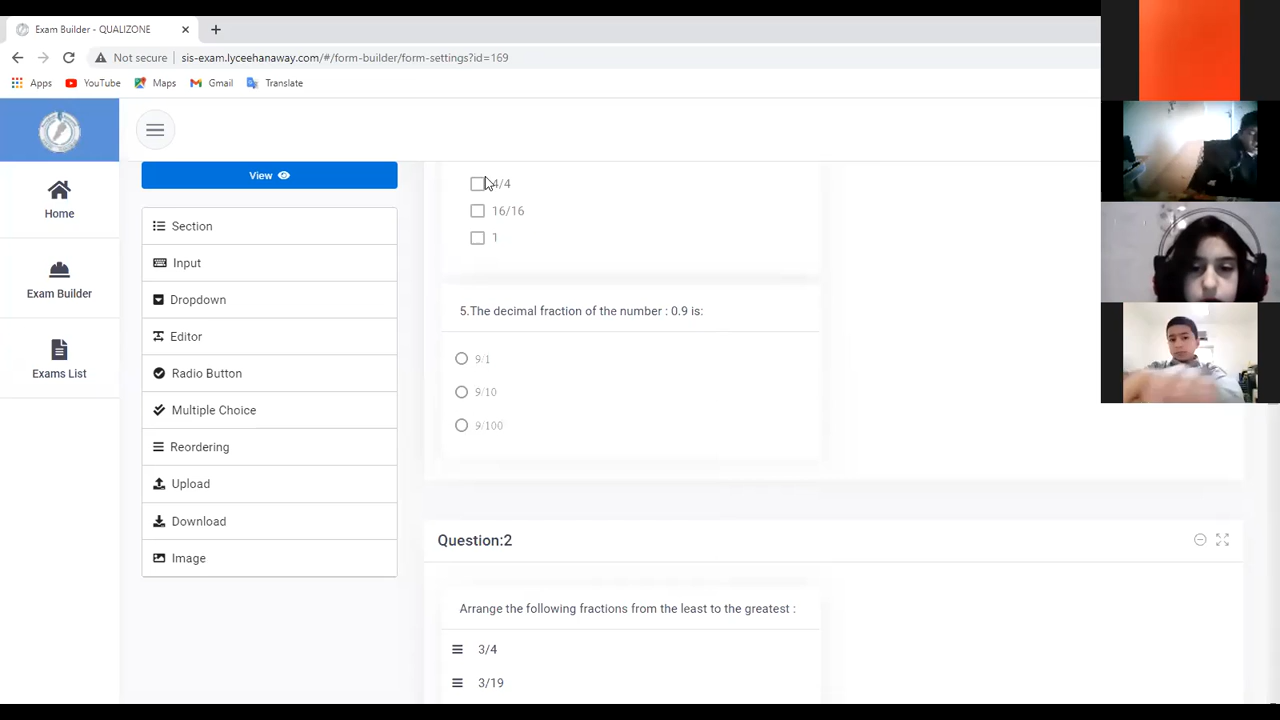 Exam Builder - QUALIZONE
Not secure
sis-exam.lyceehanaway.com/#/form-builder/form-settings?id=169
Apps
YouTube
Maps
Gmail
Translate
View
Home
Exam Builder
Exams List
Section
Input
Dropdown
Editor
Radio Button
Multiple Choice
Reordering
Upload
Download
Image
4/4
16/16
1
5.The decimal fraction of the number : 0.9 is:
9/1
9/10
9/100
Question:2
Arrange the following fractions from the least to the greatest :
3/4
3/19